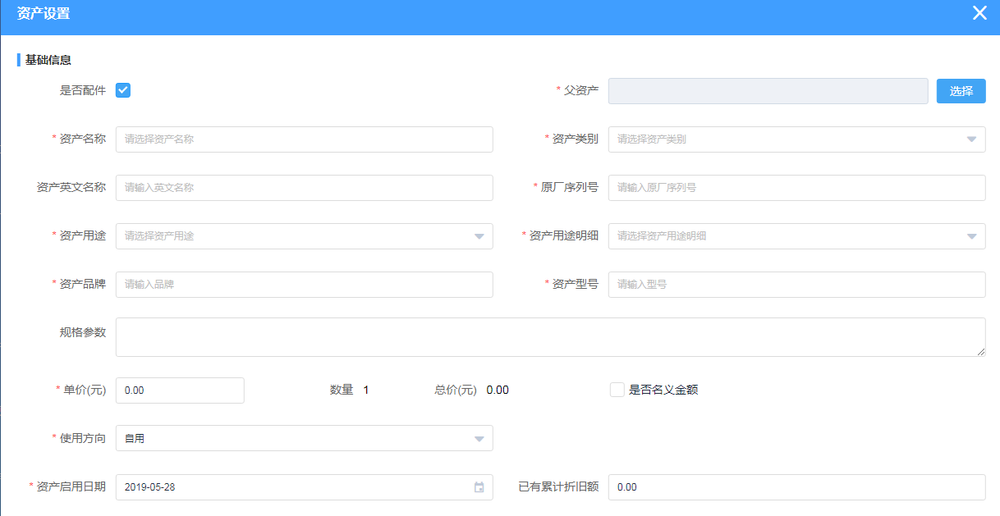 资产设置
基础信息
是否配件 * 父资产 选择
* 资产名称 请选择资产名称 * 资产类别 请选择资产类别
资产英文名称 请输入英文名称 * 原厂序列号 请输入原厂序列号
* 资产用途 请选择资产用途 * 资产用途明细 请选择资产用途明细
* 资产品牌 请输入品牌 * 资产型号 请输入型号
规格参数
* 单价(元) 0.00 数量 1 总价(元) 0.00 是否名义金额
* 使用方向 自用
* 资产启用日期 2019-05-28 已有累计折旧额 0.00